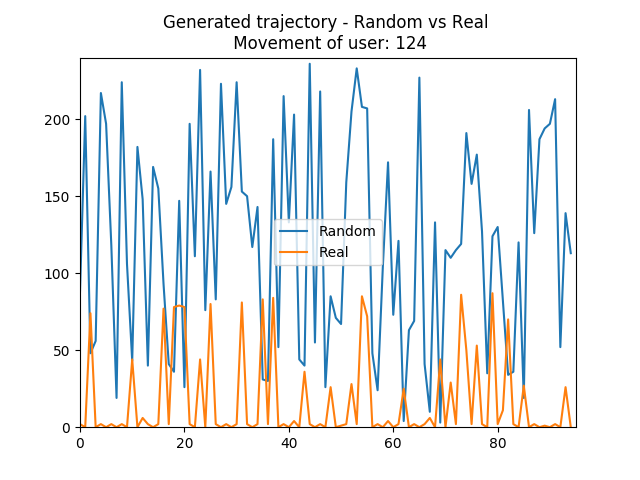 Generated trajectory - Random vs Real
Movement of user: 124
200
150
100
50
0
Random
Real
0 20 40 60 80